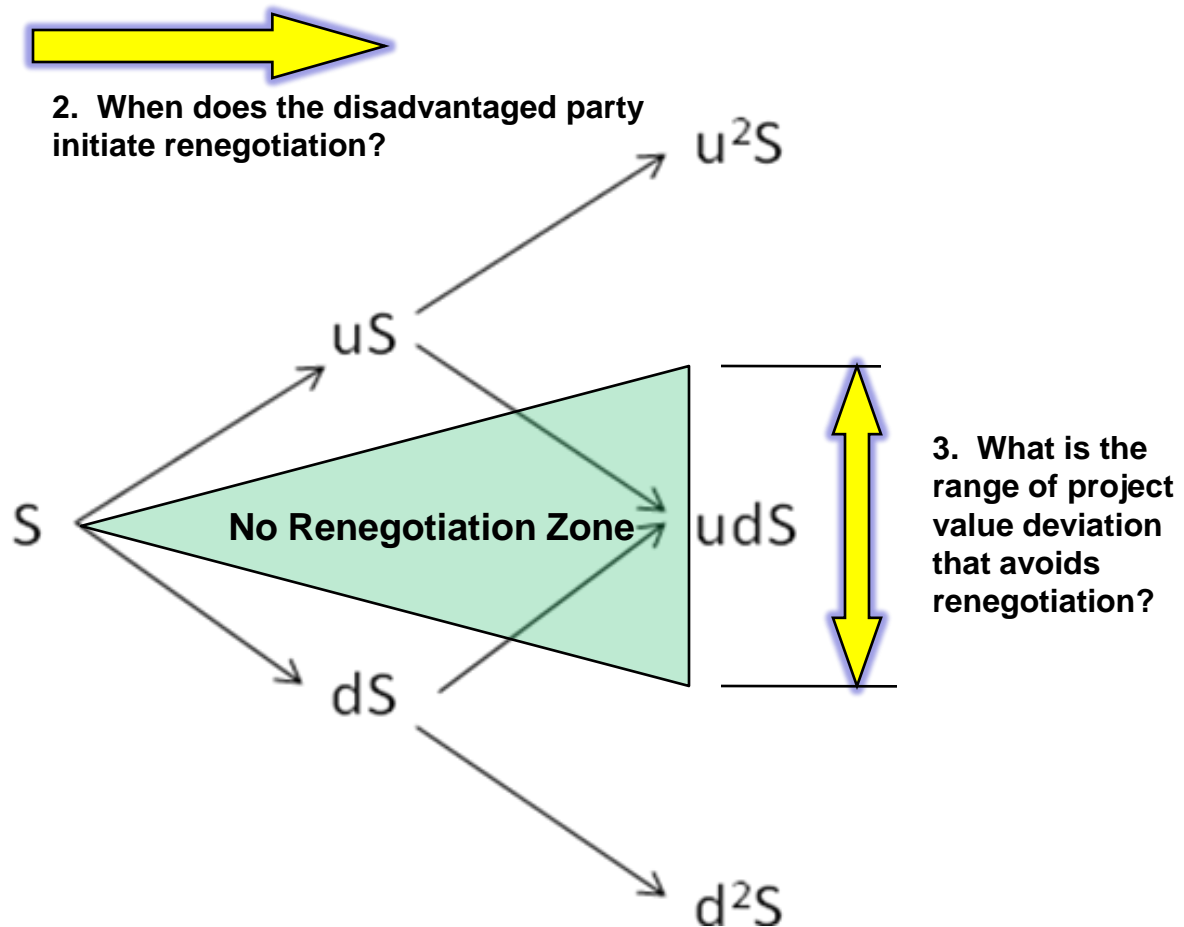 2. When does the disadvantaged party
initiate renegotiation?
u²S
uS
S
No Renegotiation Zone
udS
3. What is the
range of project
value deviation
that avoids
renegotiation?
dS
d²S